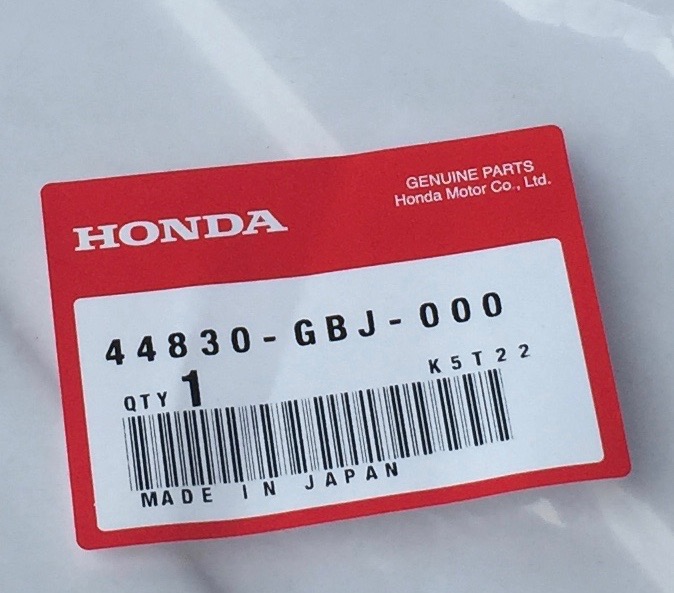 HONDA
GENUINE PARTS
Honda Motor Co., Ltd.
44830-GBJ-000
QTY 1
K5T22
MADE IN JAPAN